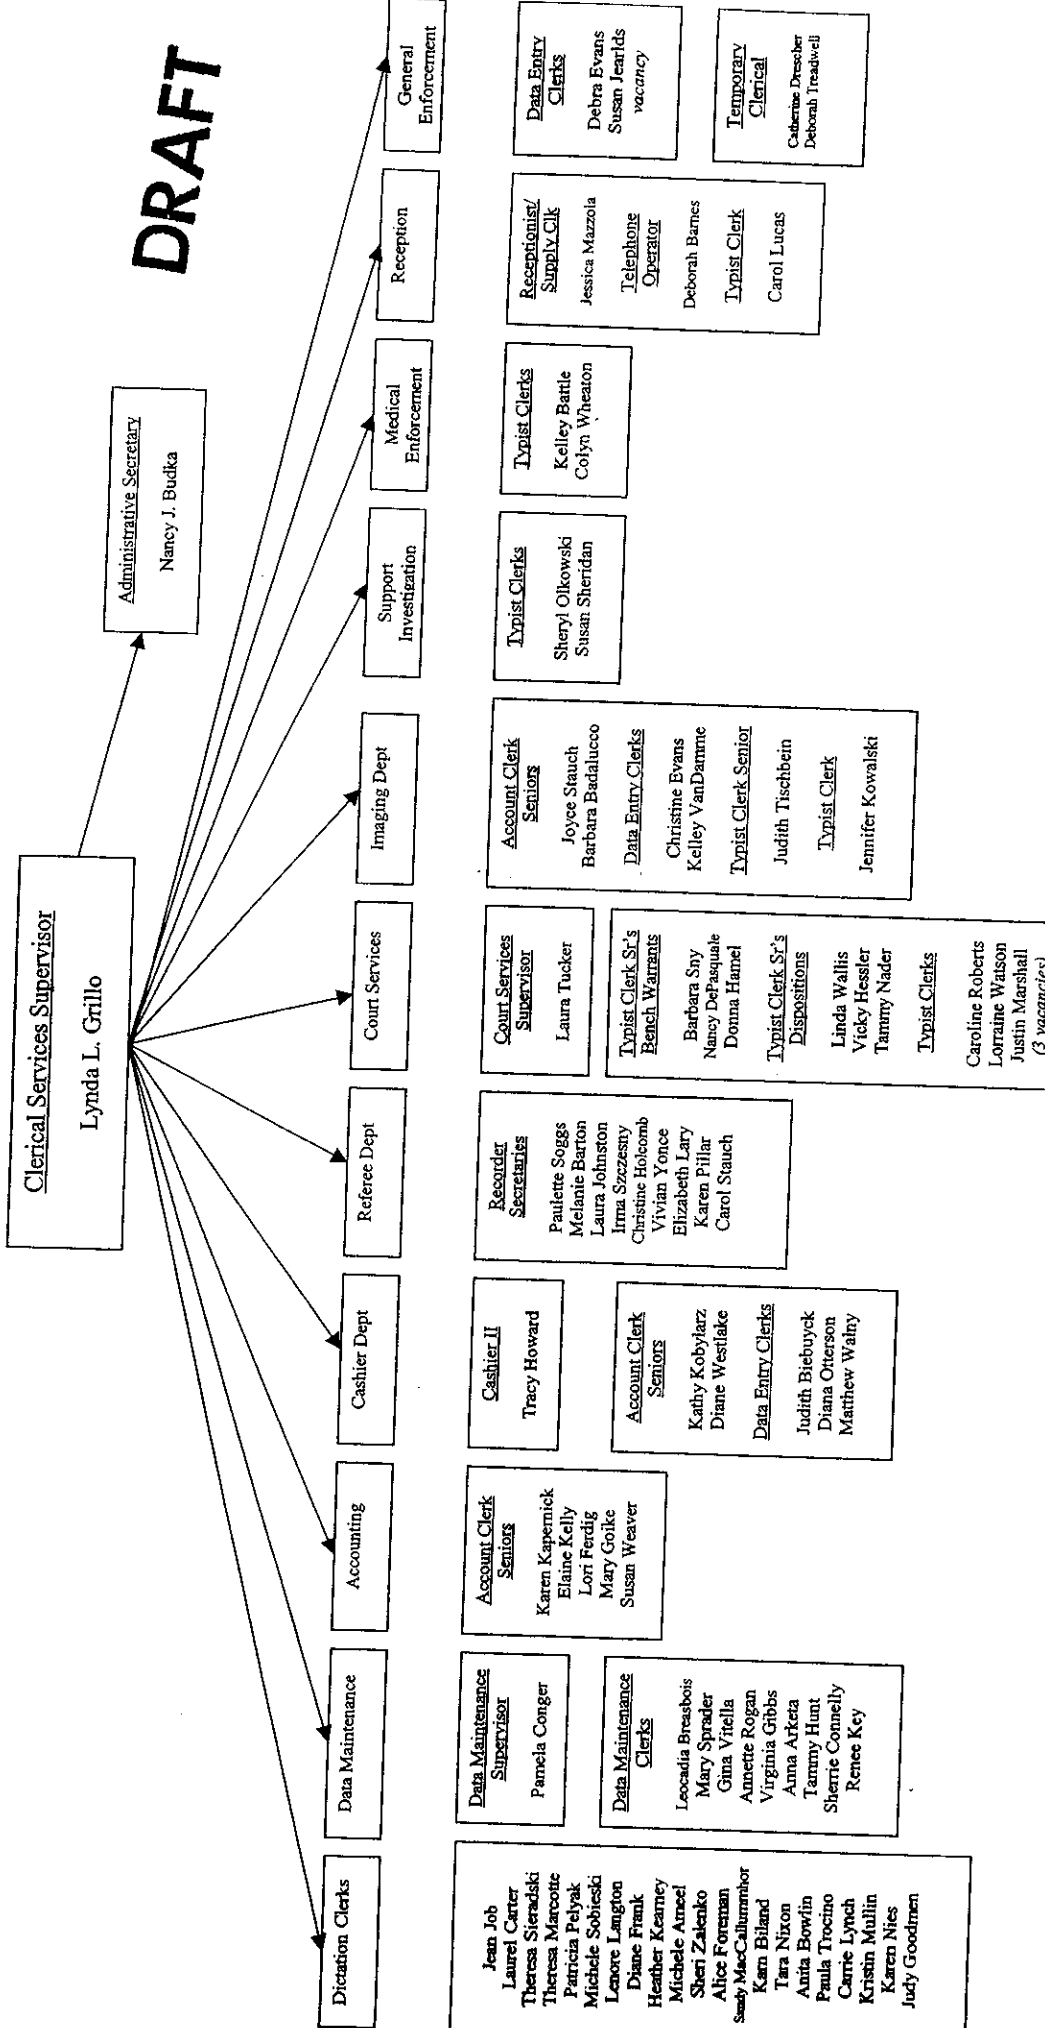 DRAFT
Clerical Services Supervisor
Lynda L. Grillo
Administrative Secretary
Nancy J. Budka
Dictation Clerks
Jean Job
Laurel Carter
Theresa Sieradski
Theresa Marcotte
Patricia Pelyak
Michele Sobieski
Lenore Langton
Diane Frank
Heather Kearney
Michele Ameel
Sheri Zalenko
Alice Foreman
Sandy MacCallummhor
Karn Biland
Tara Nixon
Anita Bowlin
Paula Trocino
Carrie Lynch
Kristin Mullin
Karen Nies
Judy Goodmen
Data Maintenance
Data Maintenance
Supervisor
Pamela Conger
Data Maintenance
Clerks
Leocadia Breasbois
Mary Sprader
Gina Vitella
Annette Rogan
Virginia Gibbs
Anna Arketa
Tammy Hunt
Sherrie Connelly
Renee Key
Accounting
Account Clerk
Seniors
Karen Kapernick
Elaine Kelly
Lori Ferdig
Mary Goike
Susan Weaver
Cashier Dept
Cashier II
Tracy Howard
Account Clerk
Seniors
Kathy Kobylarz
Diane Westlake
Data Entry Clerks
Judith Biebuyck
Diana Otterson
Matthew Walny
Referee Dept
Recorder
Secretaries
Paulette Soggs
Melanie Barton
Laura Johnston
Irma Szczesny
Christine Holcomb
Vivian Yonce
Elizabeth Lary
Karen Pillar
Carol Stauch
Court Services
Court Services
Supervisor
Laura Tucker
Typist Clerk Sr's
Bench Warrants
Barbara Sny
Nancy DePasquale
Donna Hamel
Typist Clerk Sr's
Dispositions
Linda Wallis
Vicky Hessler
Tammy Nader
Typist Clerks
Caroline Roberts
Lorraine Watson
Justin Marshall
(3 vacancies)
Imaging Dept
Account Clerk
Seniors
Joyce Stauch
Barbara Badalucco
Data Entry Clerks
Christine Evans
Kelley VanDamme
Typist Clerk Senior
Judith Tischbein
Typist Clerk
Jennifer Kowalski
Support
Investigation
Typist Clerks
Sheryl Olkowski
Susan Sheridan
Medical
Enforcement
Typist Clerks
Kelley Battle
Colyn Wheaton
Reception
Receptionist/
Supply Clk
Jessica Mazzola
Telephone
Operator
Deborah Barnes
Typist Clerk
Carol Lucas
General
Enforcement
Data Entry
Clerks
Debra Evans
Susan Jearlds
vacancy
Temporary
Clerical
Catherine Drescher
Deborah Treadwell